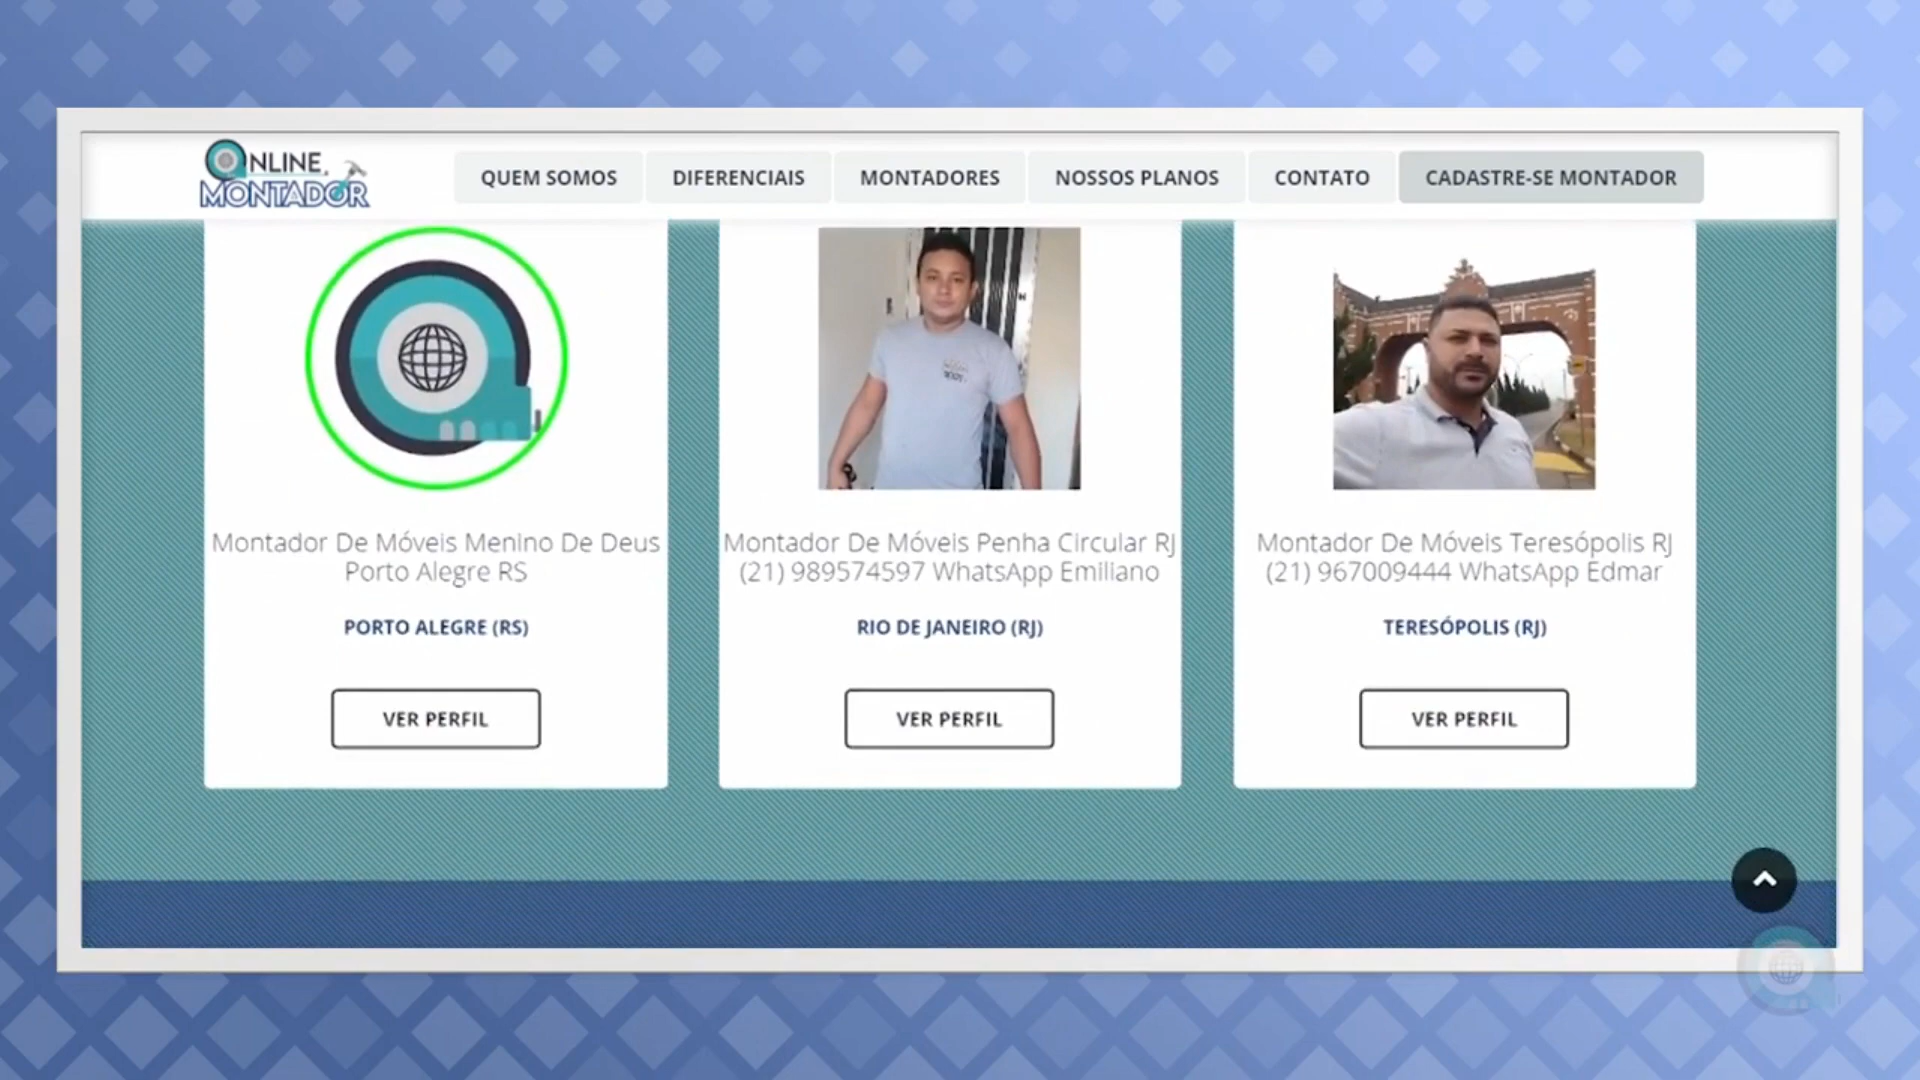 ONLINE
MONTADOR
QUEM SOMOS
DIFERENCIAIS
MONTADORES
NOSSOS PLANOS
CONTATO
CADASTRE-SE MONTADOR
Montador De Móveis Menino De Deus
Porto Alegre RS
PORTO ALEGRE (RS)
VER PERFIL
Montador De Móveis Penha Circular RJ
(21) 989574597 WhatsApp Emiliano
RIO DE JANEIRO (RJ)
VER PERFIL
Montador De Móveis Teresópolis RJ
(21) 967009444 WhatsApp Edmar
TERESÓPOLIS (RJ)
VER PERFIL